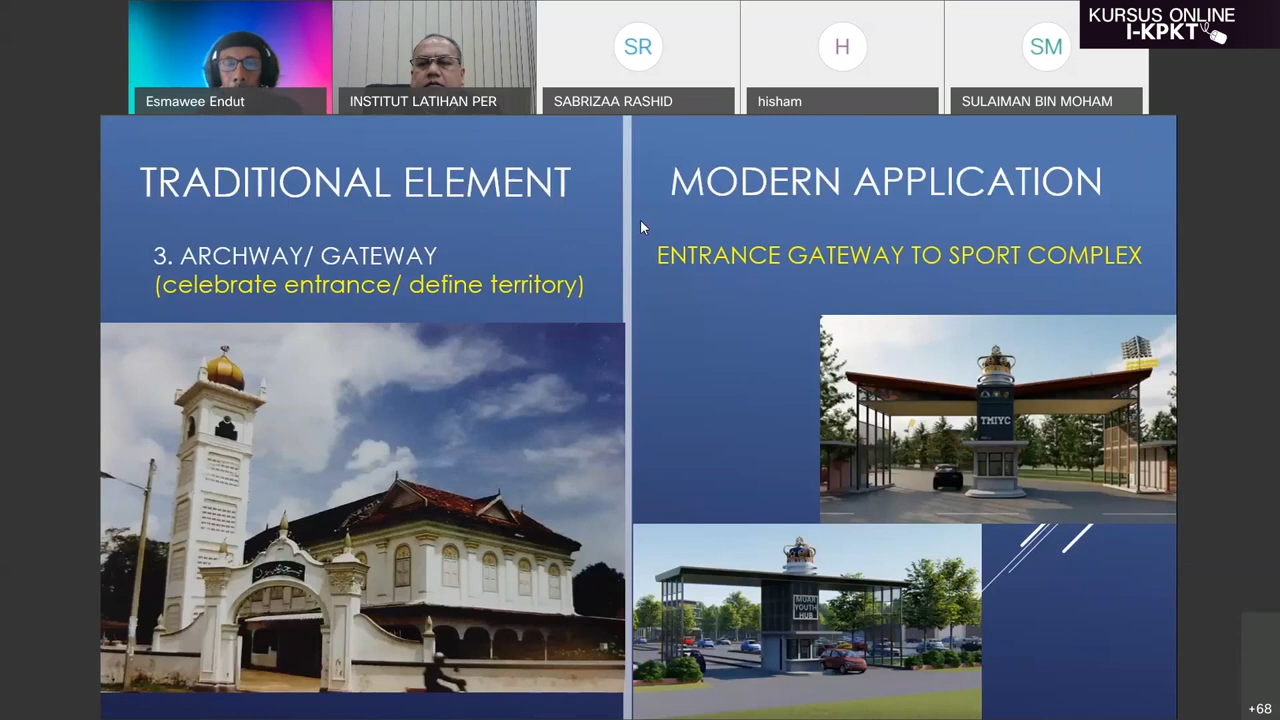 KURSUS ONLINE
I-KPKT
SR
H
SM
Esmawee Endut
INSTITUT LATIHAN PER
SABRIZAA RASHID
hisham
SULAIMAN BIN MOHAM
TRADITIONAL ELEMENT
3. ARCHWAY/ GATEWAY
(celebrate entrance/ define territory)
MODERN APPLICATION
ENTRANCE GATEWAY TO SPORT COMPLEX
TMIYC
MUAR
YOUTH
HUB
+68